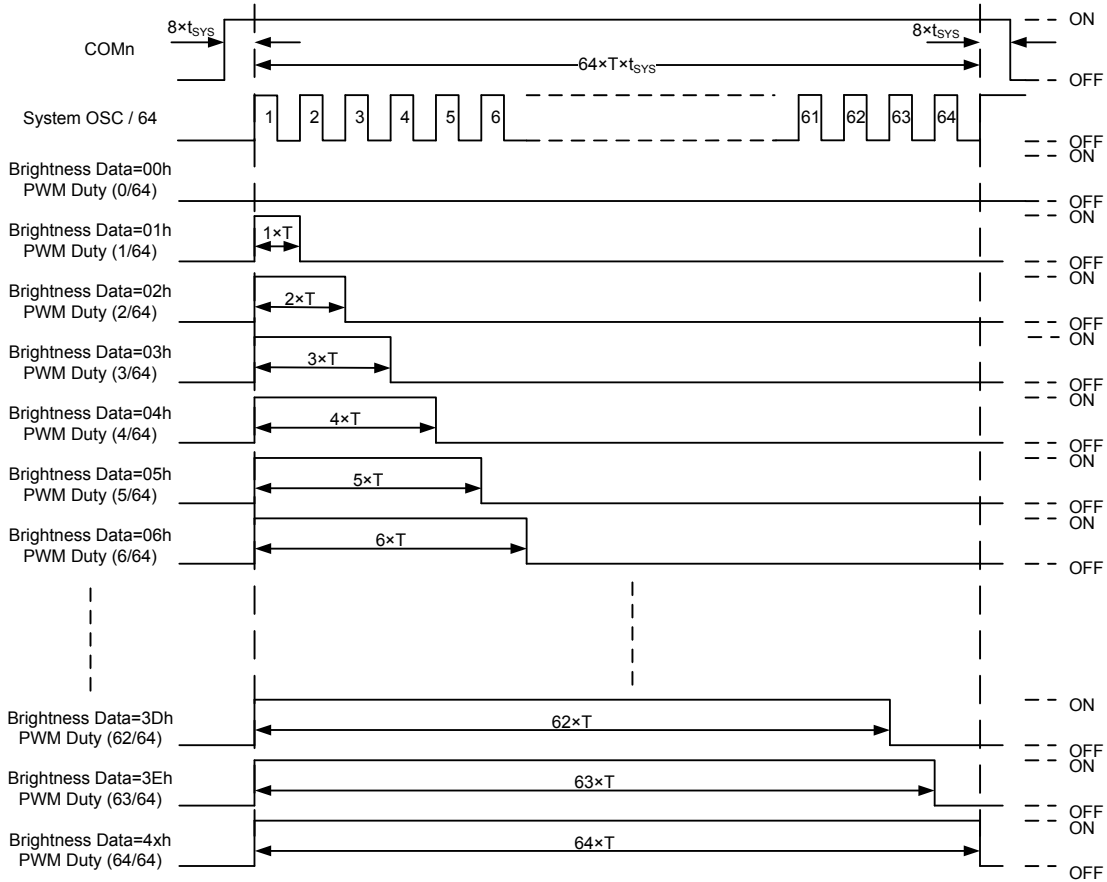 8×tSYS
8×tSYS
ON
COMn
64×T×tSYS
OFF
System OSC / 64
1 2 3 4 5 6 61 62 63 64
OFF
ON
Brightness Data=00h
PWM Duty (0/64)
OFF
ON
Brightness Data=01h
PWM Duty (1/64)
1×T
OFF
ON
Brightness Data=02h
PWM Duty (2/64)
2×T
OFF
ON
Brightness Data=03h
PWM Duty (3/64)
3×T
OFF
ON
Brightness Data=04h
PWM Duty (4/64)
4×T
OFF
ON
Brightness Data=05h
PWM Duty (5/64)
5×T
OFF
ON
Brightness Data=06h
PWM Duty (6/64)
6×T
OFF
ON
Brightness Data=3Dh
PWM Duty (62/64)
62×T
OFF
ON
Brightness Data=3Eh
PWM Duty (63/64)
63×T
OFF
ON
Brightness Data=4xh
PWM Duty (64/64)
64×T
OFF